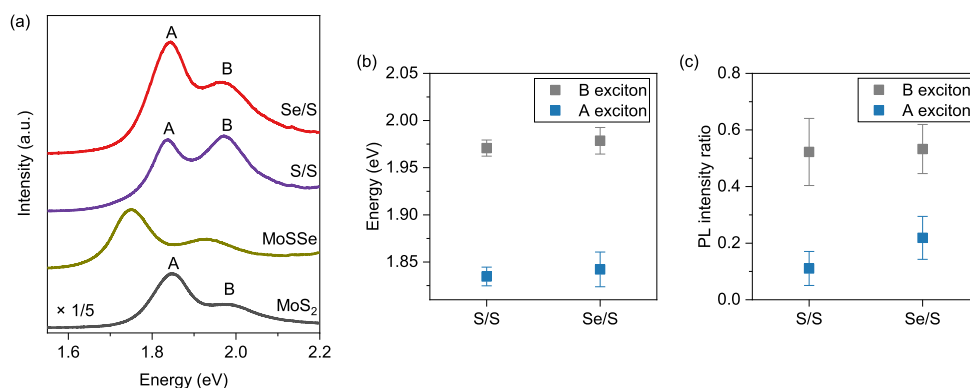 (a)
Intensity (a.u.)
A
B
Se/S
A
B
S/S
MoSSe
A
B
× 1/5
MoS₂
1.6
1.8
2.0
2.2
Energy (eV)
(b)
Energy (eV)
2.05
2.00
1.95
1.90
1.85
B exciton
A exciton
S/S
Se/S
(c)
PL intensity ratio
0.8
0.6
0.4
0.2
0.0
B exciton
A exciton
S/S
Se/S